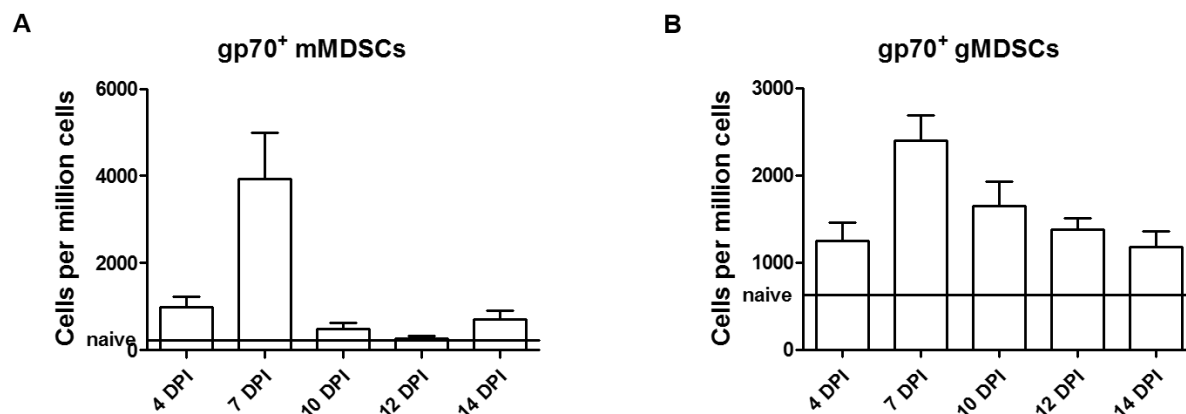 A
gp70⁺ mMDSCs
Cells per million cells
6000
4000
2000
naive
0
4 DPI
7 DPI
10 DPI
12 DPI
14 DPI
B
gp70⁺ gMDSCs
Cells per million cells
3000
2000
1000
naive
0
4 DPI
7 DPI
10 DPI
12 DPI
14 DPI